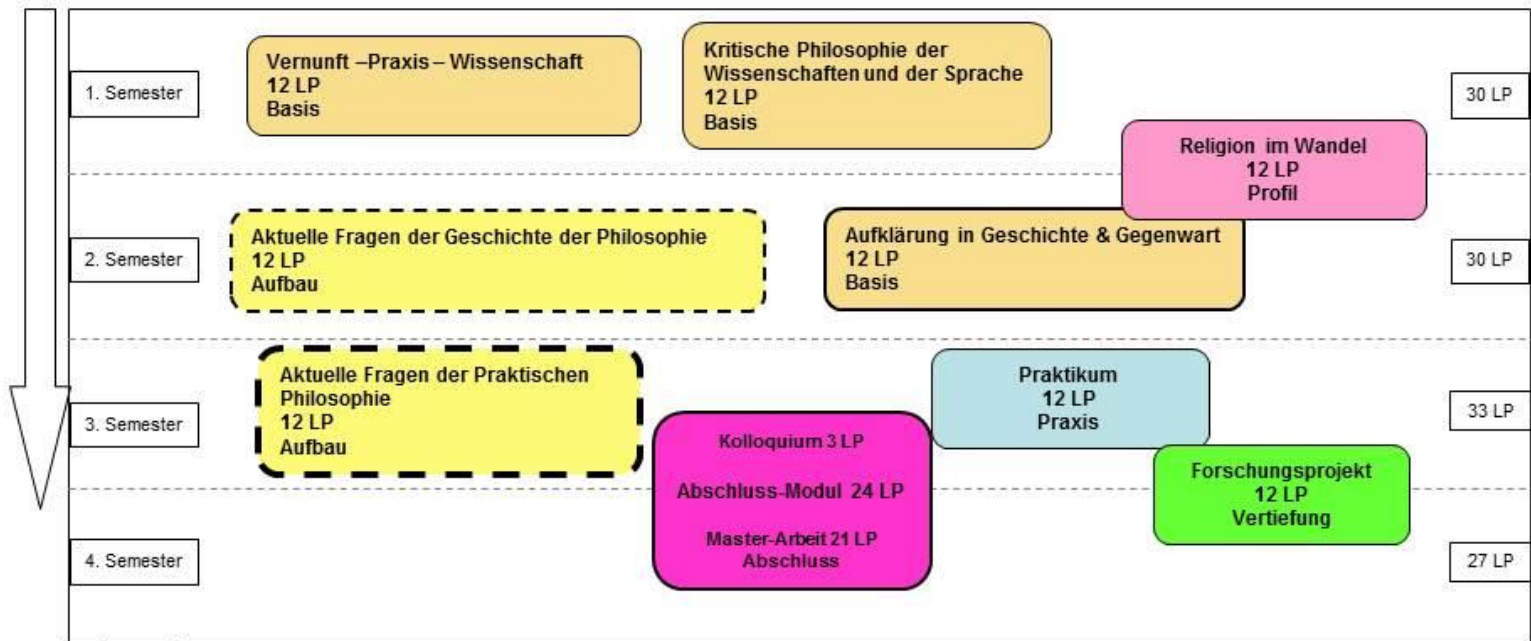 1. Semester
Vernunft –Praxis – Wissenschaft
12 LP
Basis
Kritische Philosophie der
Wissenschaften und der Sprache
12 LP
Basis
30 LP
Religion im Wandel
12 LP
Profil
2. Semester
Aktuelle Fragen der Geschichte der Philosophie
12 LP
Aufbau
Aufklärung in Geschichte & Gegenwart
12 LP
Basis
30 LP
3. Semester
Aktuelle Fragen der Praktischen
Philosophie
12 LP
Aufbau
Praktikum
12 LP
Praxis
33 LP
Kolloquium 3 LP
Abschluss-Modul 24 LP
Master-Arbeit 21 LP
Abschluss
Forschungsprojekt
12 LP
Vertiefung
4. Semester
27 LP